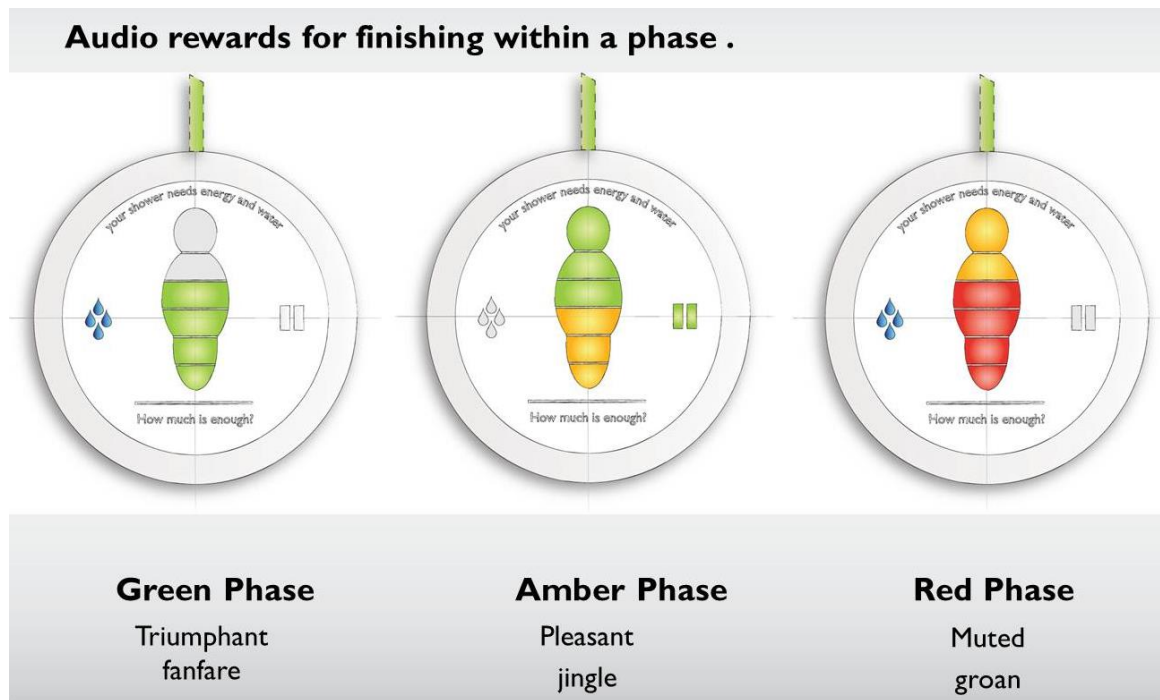 Audio rewards for finishing within a phase .
your shower needs energy and water
How much is enough?
your shower needs energy and water
How much is enough?
your shower needs energy and water
How much is enough?
Green Phase
Triumphant
fanfare
Amber Phase
Pleasant
jingle
Red Phase
Muted
groan